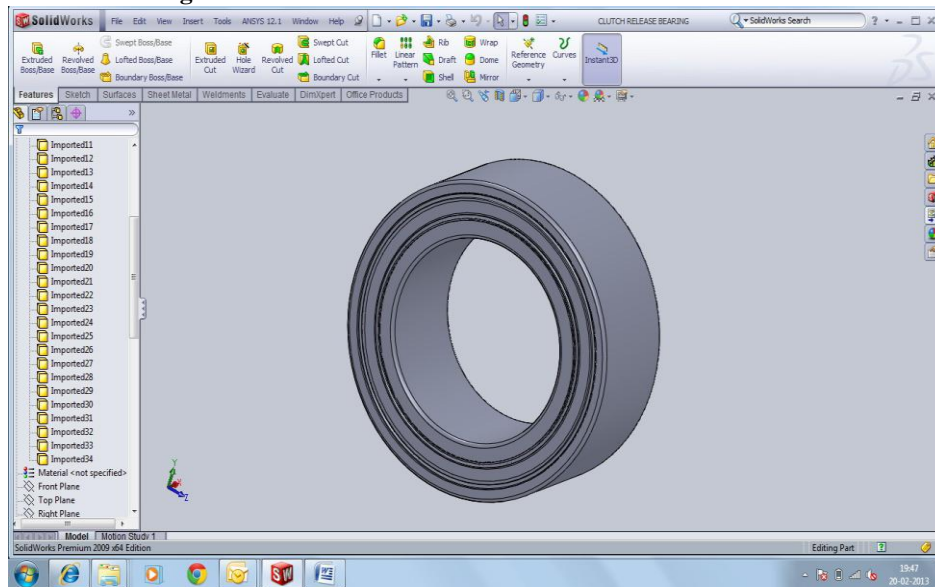 SolidWorks File Edit View Insert Tools ANSYS 12.1 Window Help CLUTCH RELEASE BEARING SolidWorks Search
Extruded Boss/Base
Revolved Boss/Base
Swept Boss/Base
Lofted Boss/Base
Boundary Boss/Base
Extruded Cut
Hole Wizard
Revolved Cut
Swept Cut
Lofted Cut
Boundary Cut
Fillet
Linear Pattern
Rib
Draft
Shell
Wrap
Dome
Mirror
Reference Geometry
Curves
Instant3D
Features Sketch Surfaces Sheet Metal Weldments Evaluate DimXpert Office Products
Imported11
Imported12
Imported13
Imported14
Imported15
Imported16
Imported17
Imported18
Imported19
Imported20
Imported21
Imported22
Imported23
Imported24
Imported25
Imported26
Imported27
Imported28
Imported29
Imported30
Imported31
Imported32
Imported33
Imported34
Material <not specified>
Front Plane
Top Plane
Right Plane
Y
Z
Model Motion Study 1
SolidWorks Premium 2009 x64 Edition Editing Part
SW
W
19:47
20-02-2013